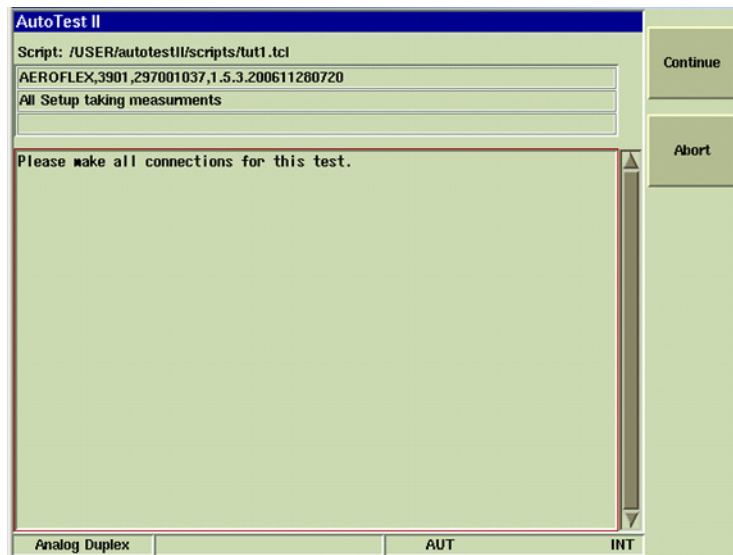 AutoTest II
Script: /USER/autotestII/scripts/tut1.tcl
AEROFLEX,3901,297001037,1.5.3.200611280720
All Setup taking measurments
Please make all connections for this test.
Continue
Abort
Analog Duplex
AUT
INT